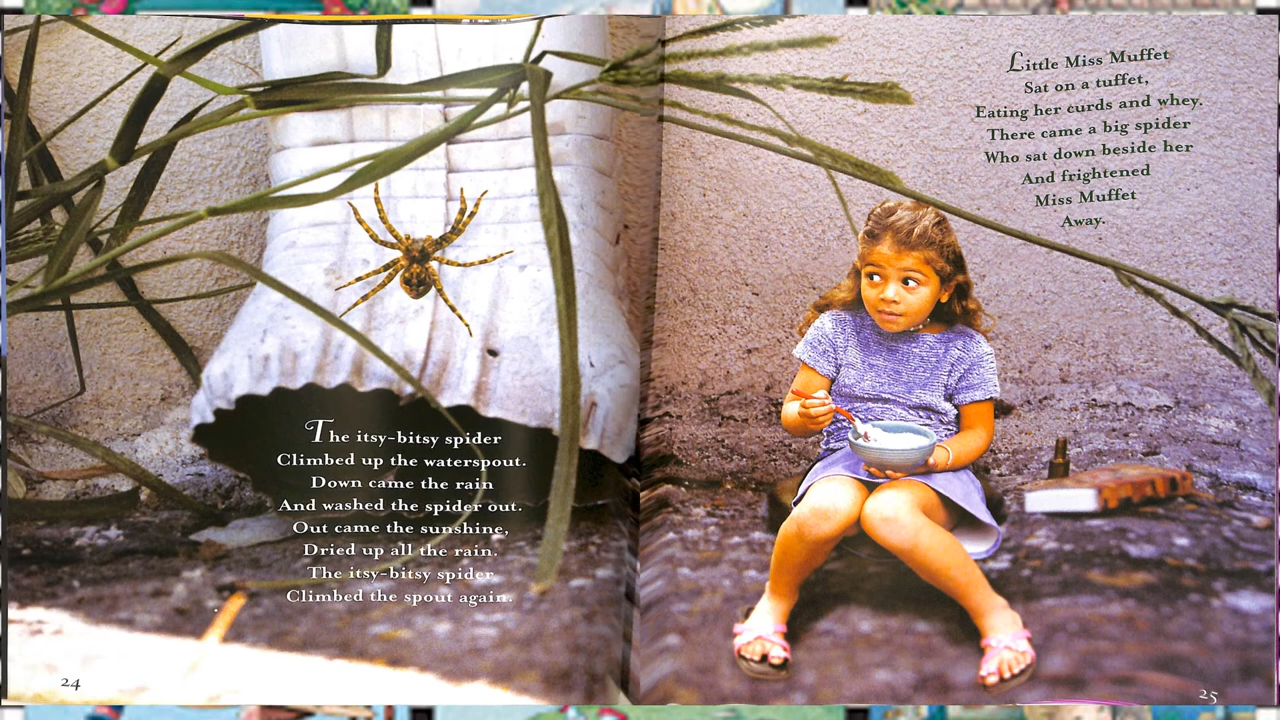 The itsy-bitsy spider
Climbed up the waterspout.
Down came the rain
And washed the spider out.
Out came the sunshine,
Dried up all the rain.
The itsy-bitsy spider
Climbed the spout again.
24
Little Miss Muffet
Sat on a tuffet,
Eating her curds and whey.
There came a big spider
Who sat down beside her
And frightened
Miss Muffet
Away.
25